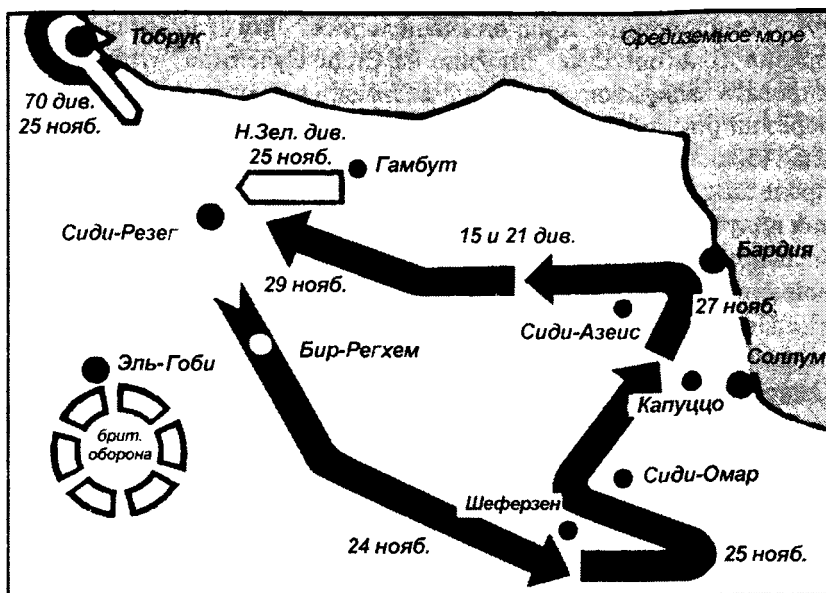 Тобрук
Средиземное море
70 див.
25 нояб.
Н.Зел. див.
25 нояб.
Гамбут
Сиди-Резег
15 и 21 див.
Бардия
29 нояб.
27 нояб.
Сиди-Азеис
Бир-Регхем
Эль-Гоби
Соллум
Капуццо
брит.
оборона
Сиди-Омар
Шеферзен
24 нояб.
25 нояб.